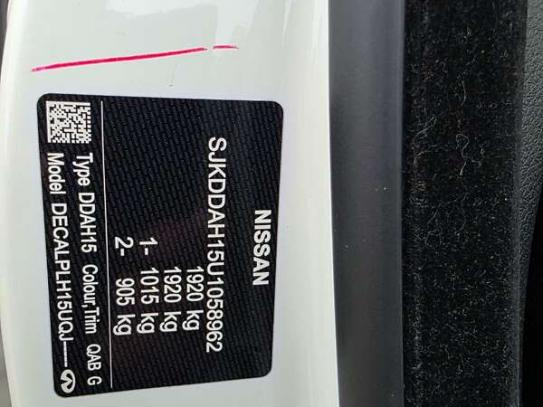 NISSAN
SJKDDAH15U1058962
1920 kg
1920 kg
1- 1015 kg
2- 905 kg
Type DDAH15 Colour,Trim QAB G
Model DECALPLH15UQJ-----